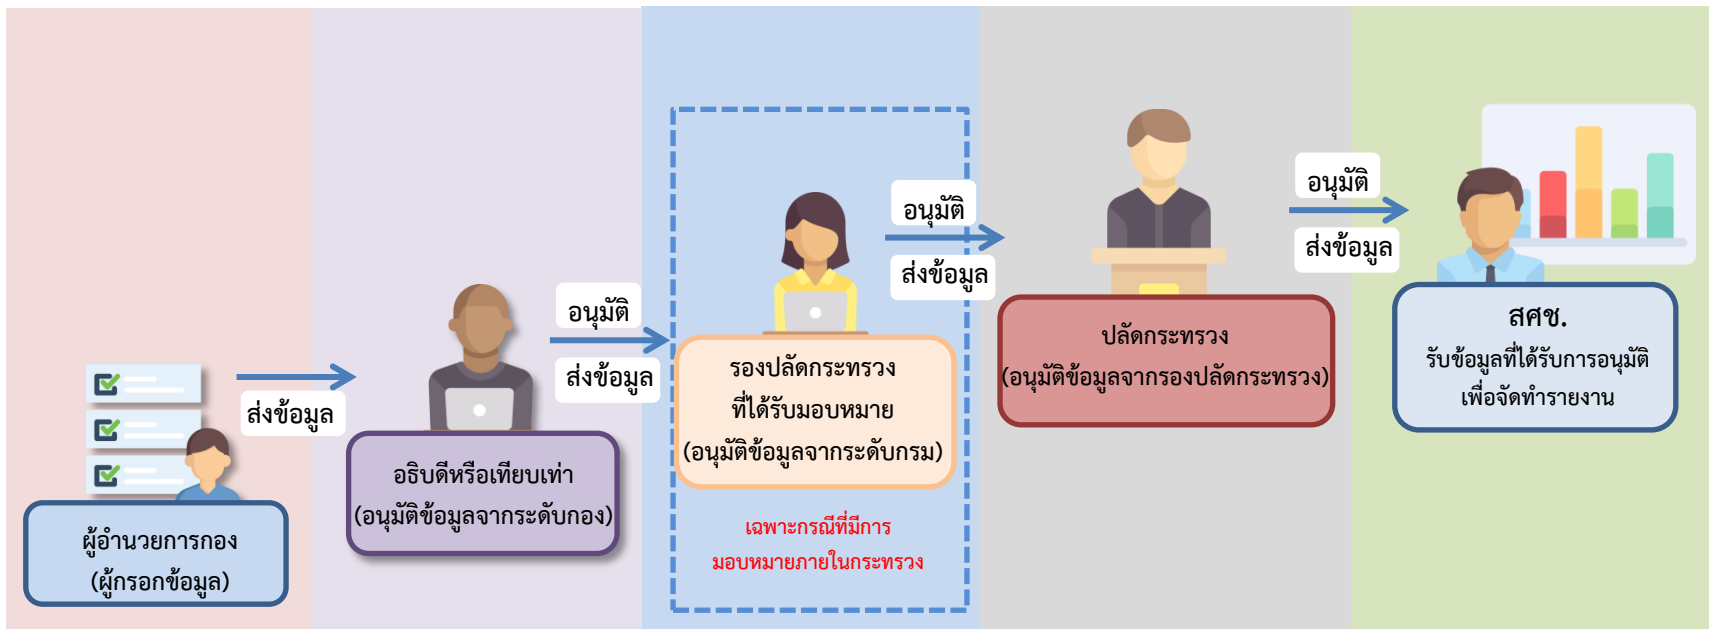 ส่งข้อมูล
ผู้อำนวยการกอง
(ผู้กรอกข้อมูล)
อธิบดีหรือเทียบเท่า
(อนุมัติข้อมูลจากระดับกอง)
อนุมัติ
ส่งข้อมูล
รองปลัดกระทรวง
ที่ได้รับมอบหมาย
(อนุมัติข้อมูลจากระดับกรม)
เฉพาะกรณีที่มีการ
มอบหมายภายในกระทรวง
อนุมัติ
ส่งข้อมูล
ปลัดกระทรวง
(อนุมัติข้อมูลจากรองปลัดกระทรวง)
อนุมัติ
ส่งข้อมูล
สศช.
รับข้อมูลที่ได้รับการอนุมัติ
เพื่อจัดทำรายงาน